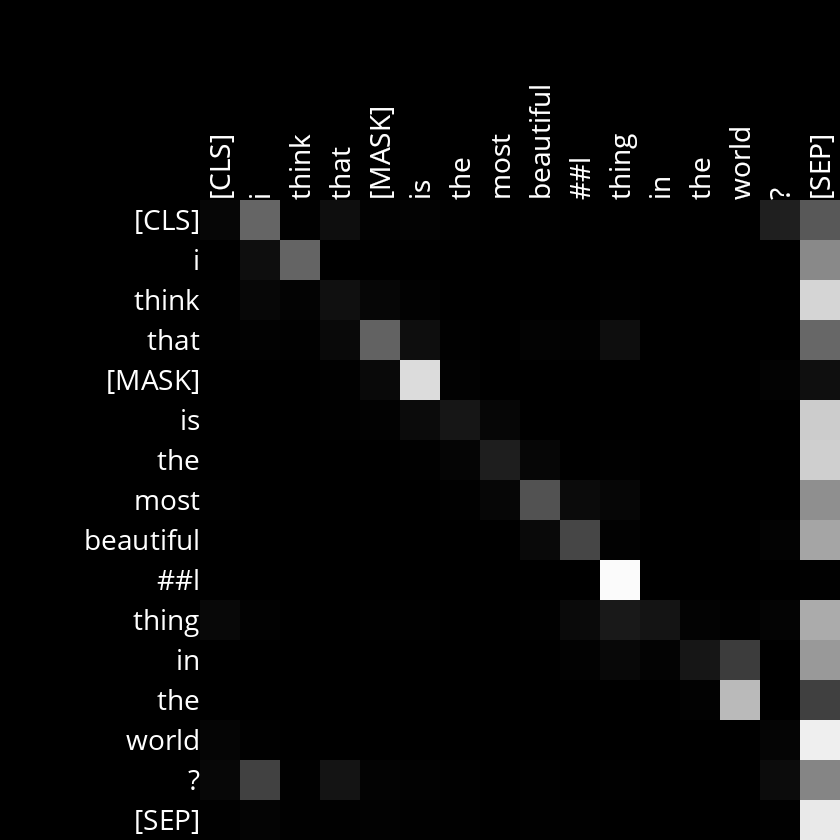 [CLS] i think that [MASK] is the most beautiful ##l thing in the world ? [SEP]
[CLS]
i
think
that
[MASK]
is
the
most
beautiful
##l
thing
in
the
world
?
[SEP]